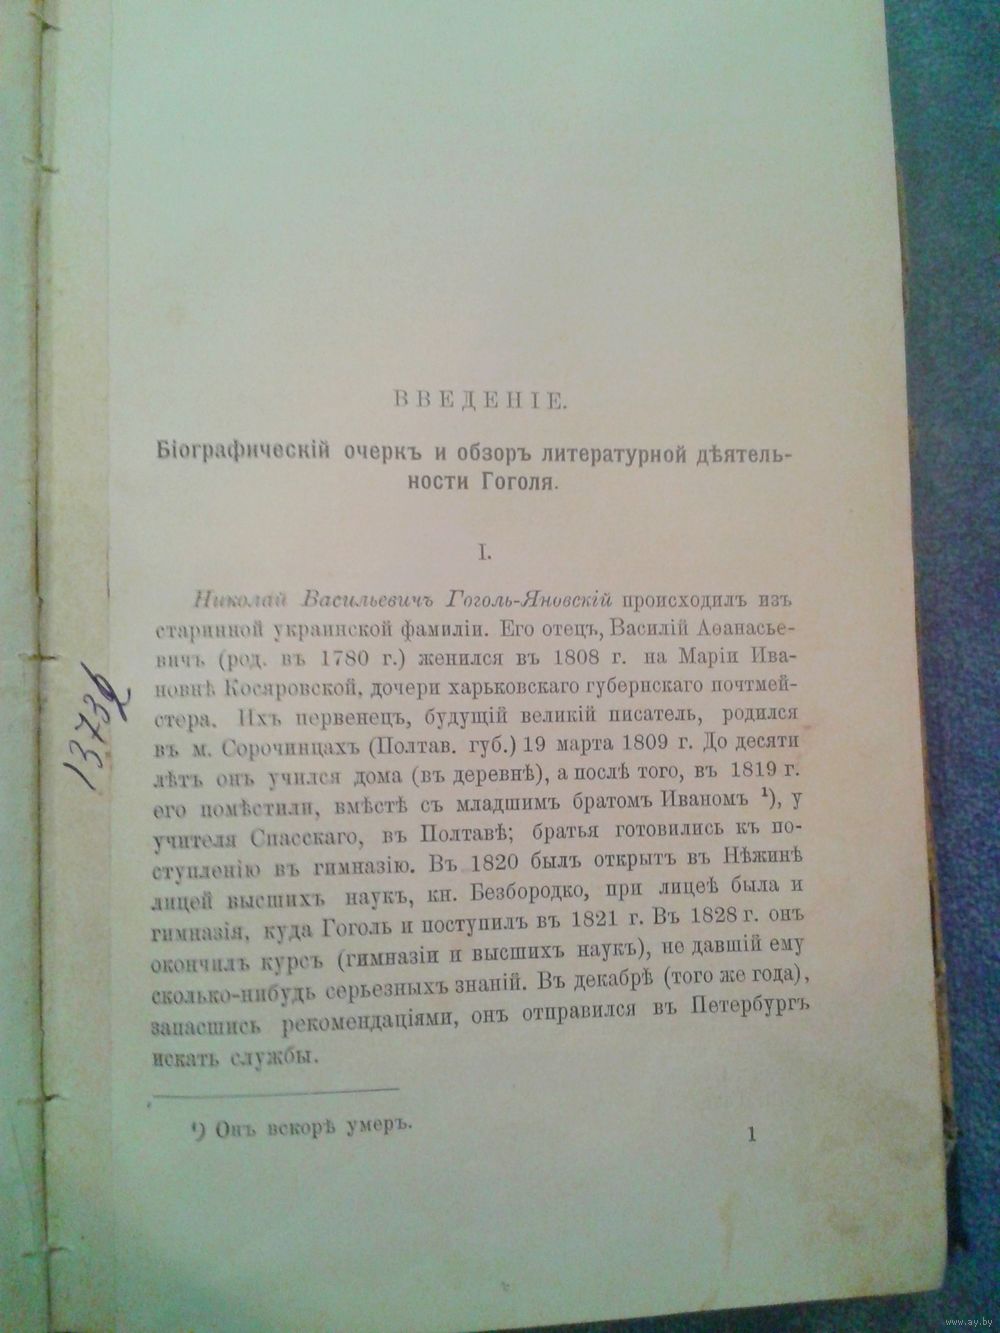 ВВЕДЕНІЕ.
Біографическій очеркъ и обзоръ литературной дѣятель-
ности Гоголя.
I.
Николай Васильевичъ Гоголь-Яновскій происходилъ изъ
старинной украинской фамиліи. Его отецъ, Василій Аѳанасье-
вичъ (род. въ 1780 г.) женился въ 1808 г. на Маріи Ива-
новнѣ Косяровской, дочери харьковскаго губернскаго почтмей-
стера. Ихъ первенецъ, будущій великій писатель, родился
въ м. Сорочинцахъ (Полтав. губ.) 19 марта 1809 г. До десяти
лѣтъ онъ учился дома (въ деревнѣ), а послѣ того, въ 1819 г.
его помѣстили, вмѣстѣ съ младшимъ братомъ Иваномъ ¹), у
учителя Спасскаго, въ Полтавѣ; братья готовились къ по-
ступленію въ гимназію. Въ 1820 былъ открытъ въ Нѣжинѣ
лицей высшихъ наукъ, кн. Безбородко, при лицеѣ была и
гимназія, куда Гоголь и поступилъ въ 1821 г. Въ 1828 г. онъ
окончилъ курсъ (гимназіи и высшихъ наукъ), не давшій ему
сколько-нибудь серьезныхъ знаній. Въ декабрѣ (того же года),
запасшись рекомендаціями, онъ отправился въ Петербургъ
искать службы.
¹) Онъ вскорѣ умеръ.
1
13736
www.ay.by